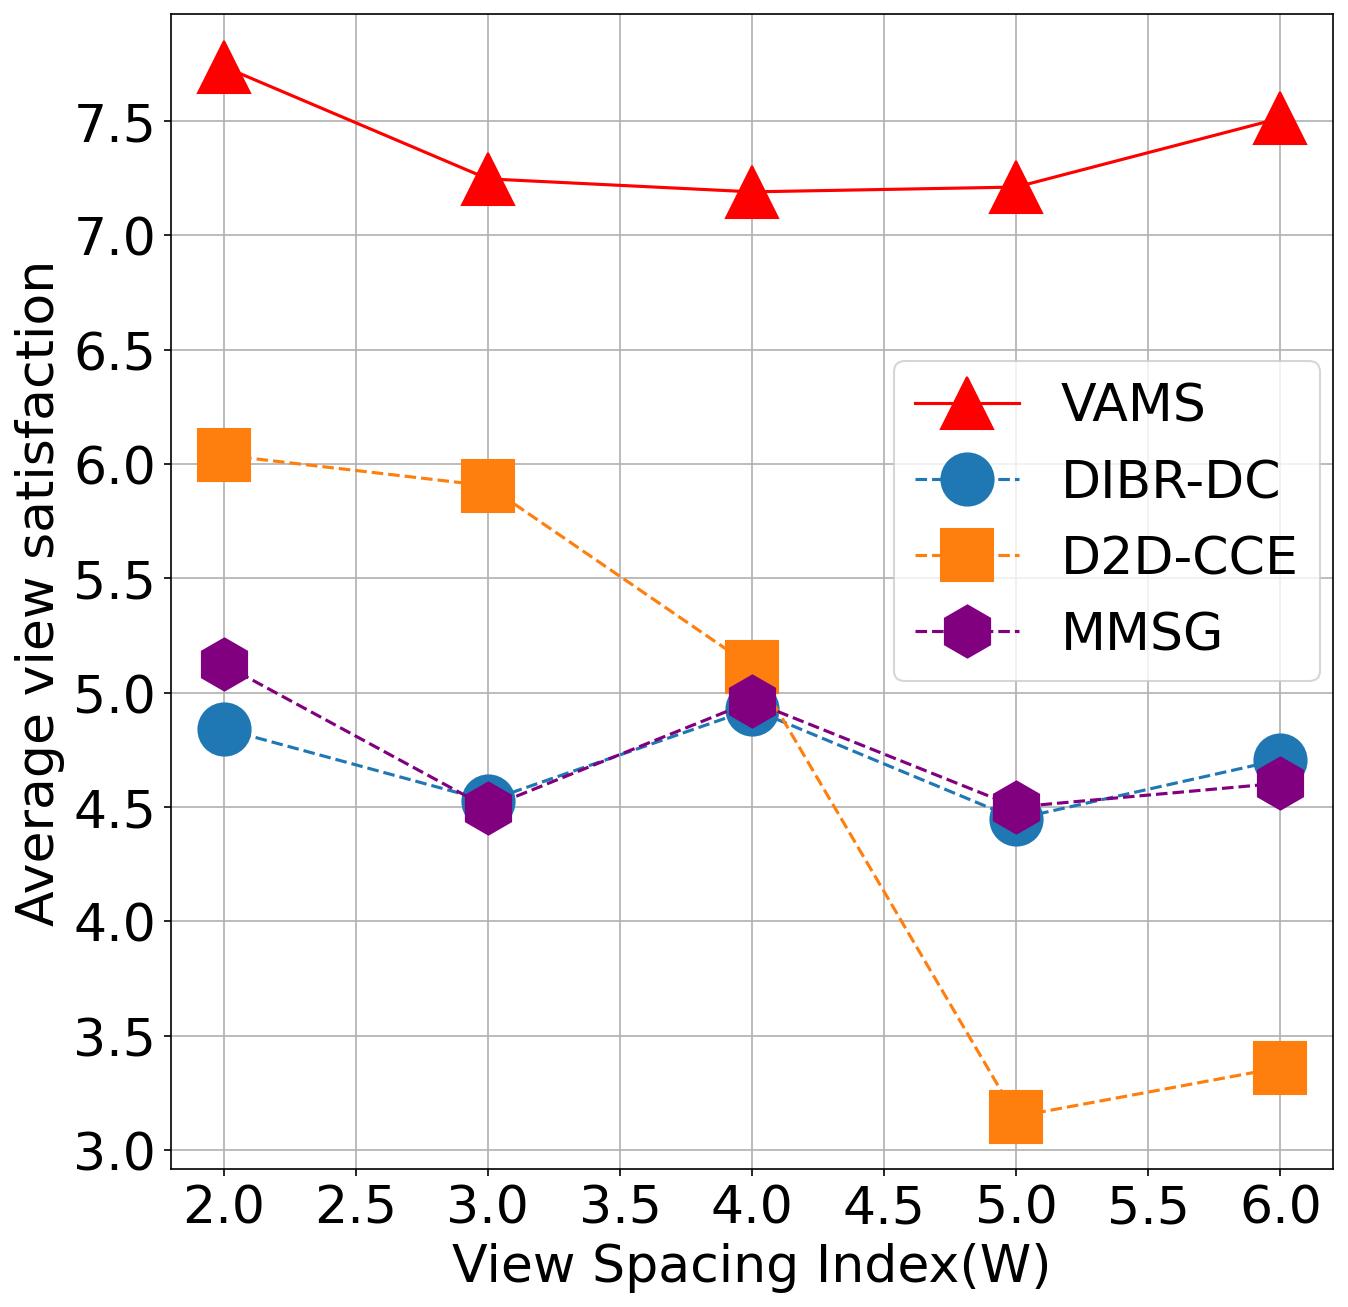 7.5
7.0
6.5
6.0
5.5
5.0
4.5
4.0
3.5
3.0
Average view satisfaction
VAMS
DIBR-DC
D2D-CCE
MMSG
2.0 2.5 3.0 3.5 4.0 4.5 5.0 5.5 6.0
View Spacing Index(W)